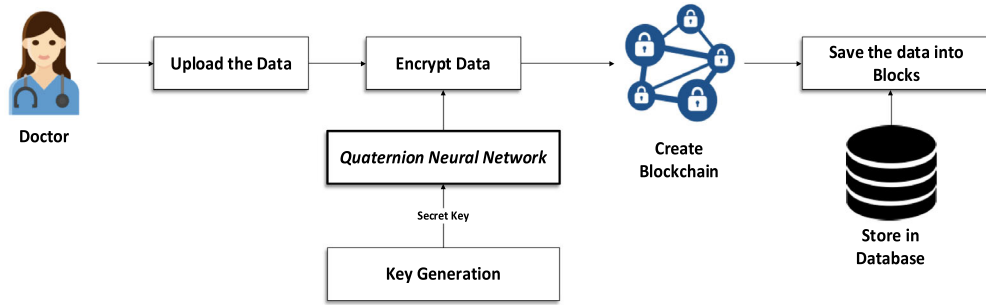 Doctor
Upload the Data
Encrypt Data
Quaternion Neural Network
Secret Key
Key Generation
Create
Blockchain
Save the data into
Blocks
Store in
Database